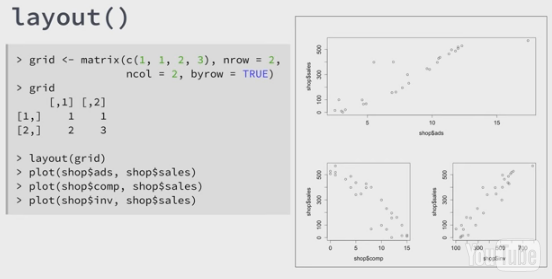 layout()
> grid <- matrix(c(1, 1, 2, 3), nrow = 2,
ncol = 2, byrow = TRUE)
> grid
[,1] [,2]
[1,] 1 1
[2,] 2 3
> layout(grid)
> plot(shop$ads, shop$sales)
> plot(shop$comp, shop$sales)
> plot(shop$inv, shop$sales)
shop$sales
0 100 300 500
5 10 15
shop$ads
shop$sales
0 100 300 500
0 5 10 15
shop$comp
shop$sales
0 100 300 500
100 300 500 700
shop$inv
YouTube